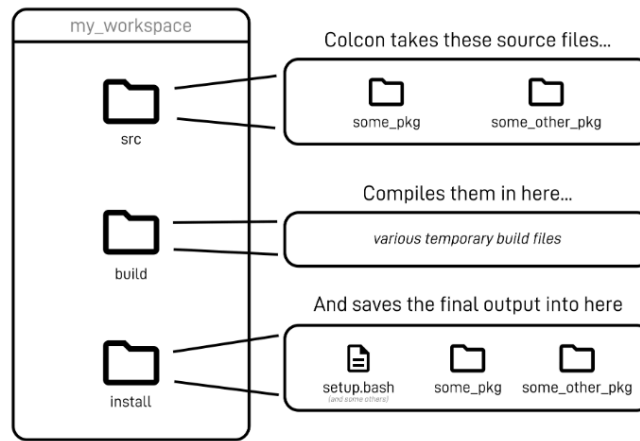 my_workspace
Colcon takes these source files...
src
some_pkg
some_other_pkg
Compiles them in here...
build
various temporary build files
And saves the final output into here
install
setup.bash
(and some others)
some_pkg
some_other_pkg